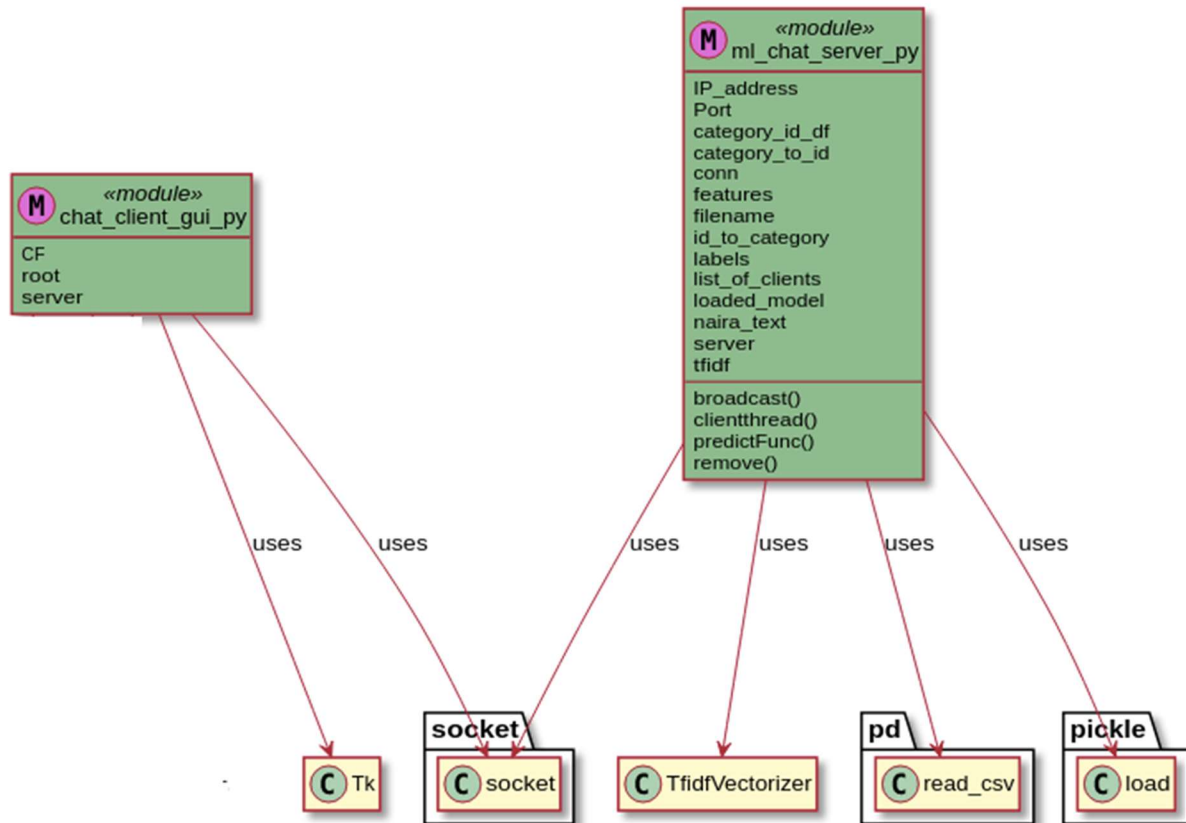 M
«module»
ml_chat_server_py
IP_address
Port
category_id_df
category_to_id
conn
features
filename
id_to_category
labels
list_of_clients
loaded_model
naira_text
server
tfidf
broadcast()
clientthread()
predictFunc()
remove()
M
«module»
chat_client_gui_py
CF
root
server
uses
uses
uses
uses
uses
uses
socket
pd
pickle
C Tk
C socket
C TfidfVectorizer
C read_csv
C load